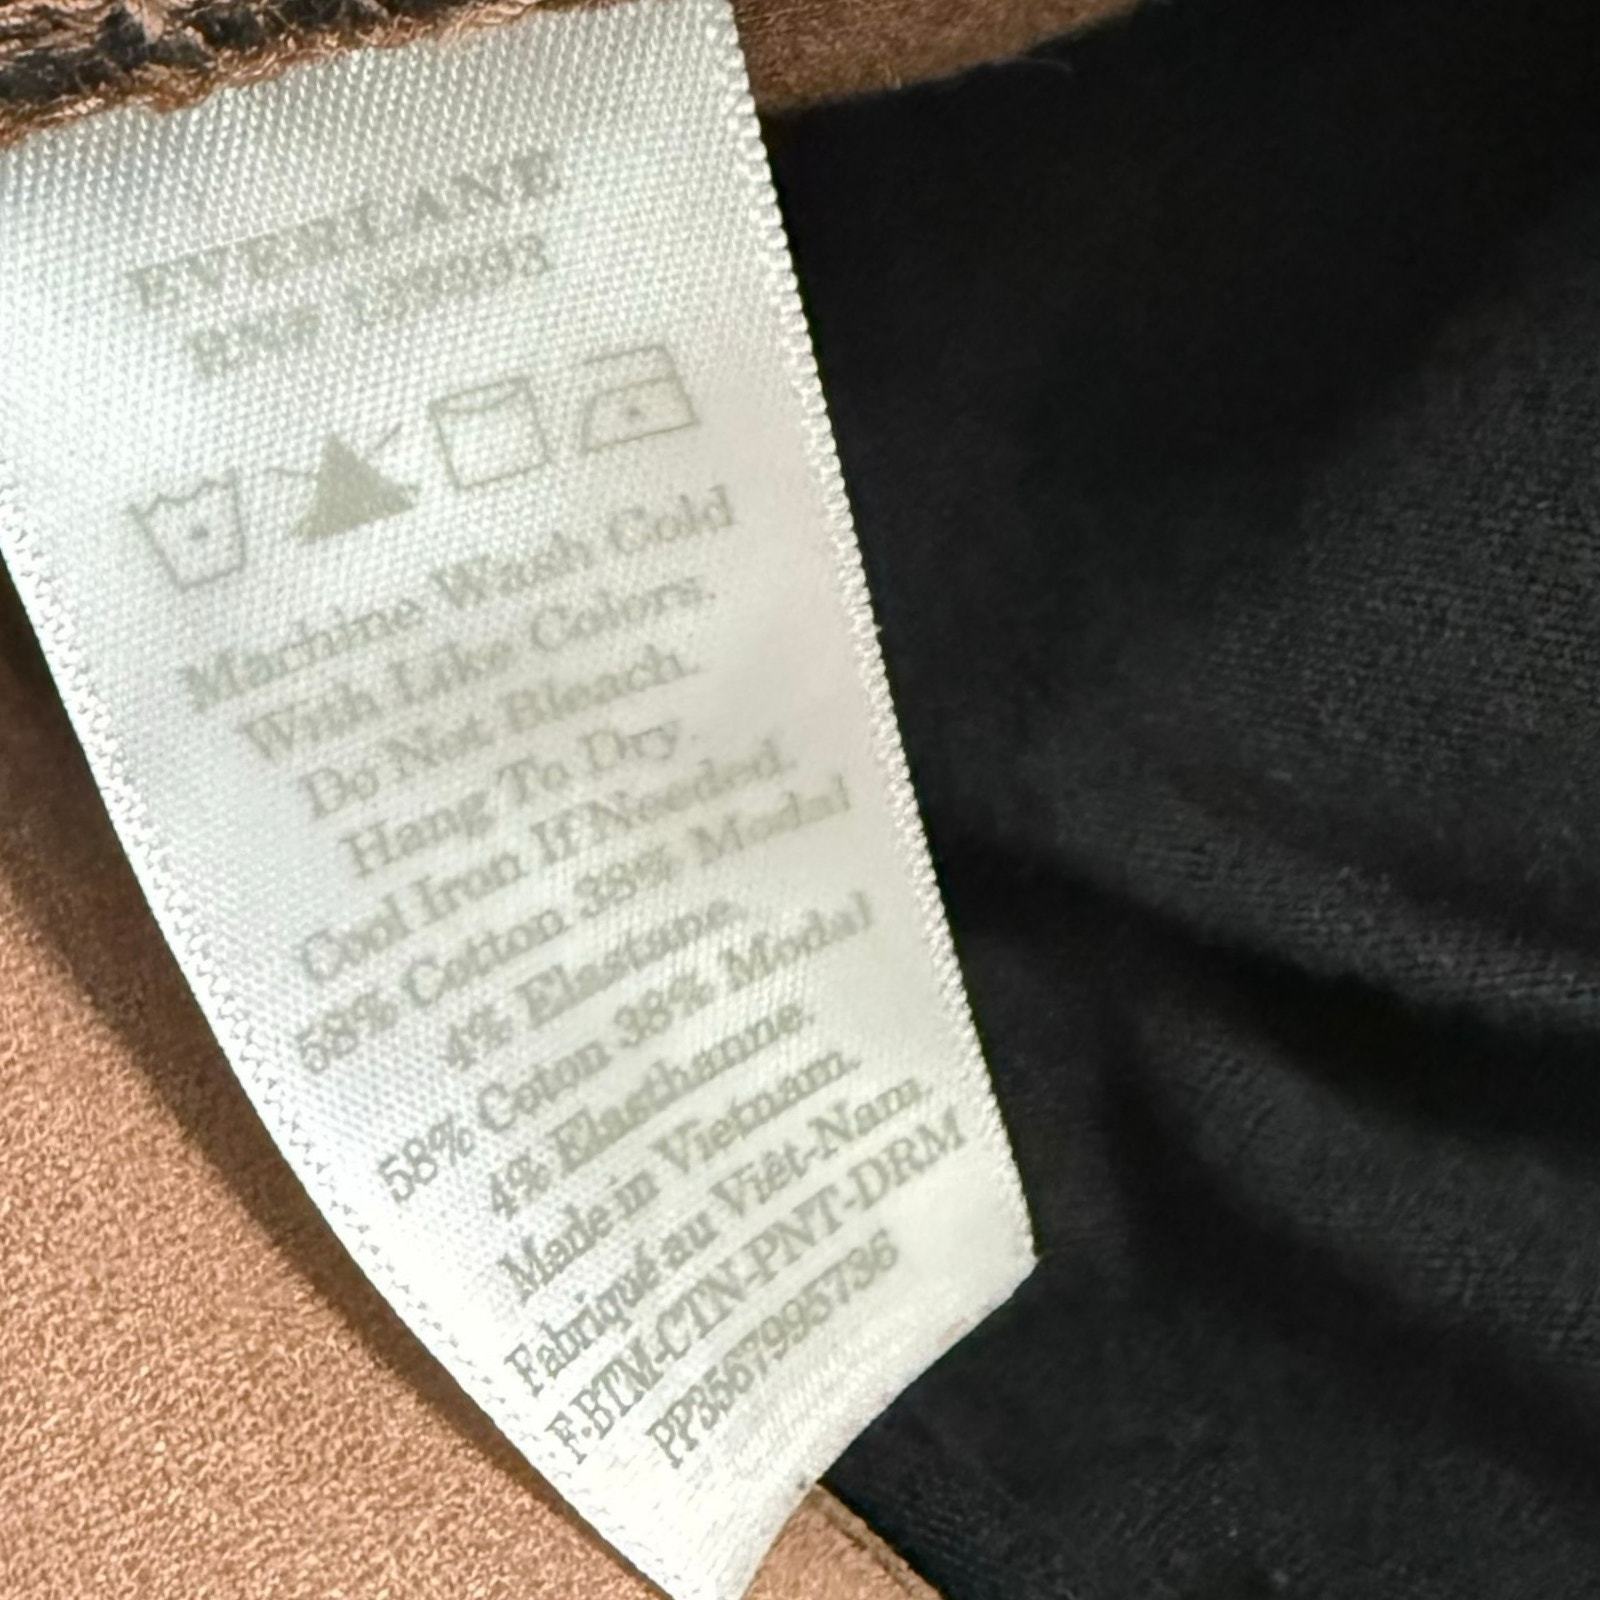 EVERLANE
Machine Wash Cold
With Like Colors.
Do Not Bleach.
Hang To Dry.
Cool Iron If Needed.
58% Cotton 38% Modal
4% Elastane.
58% Coton 38% Modal
4% Elasthanne.
Made in Vietnam.
Fabriqué au Viêt-Nam.
F-BTM-CTN-PNT-DRM
PP3567995736